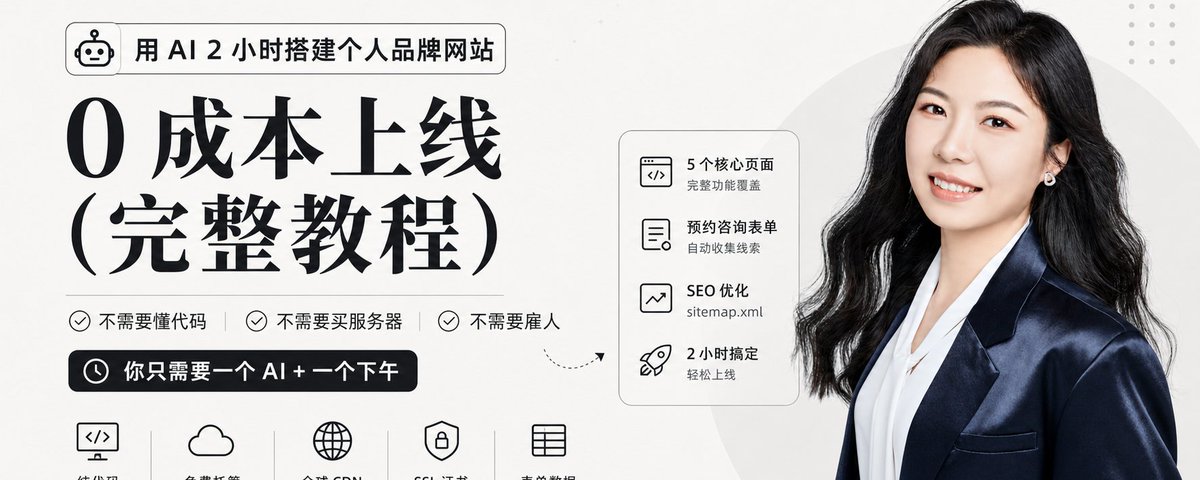 用 AI 2 小时搭建个人品牌网站
0 成本上线
(完整教程)
不需要懂代码
不需要买服务器
不需要雇人
你只需要一个 AI + 一个下午
5 个核心页面
完整功能覆盖
预约咨询表单
自动收集线索
SEO 优化
sitemap.xml
2 小时搞定
轻松上线